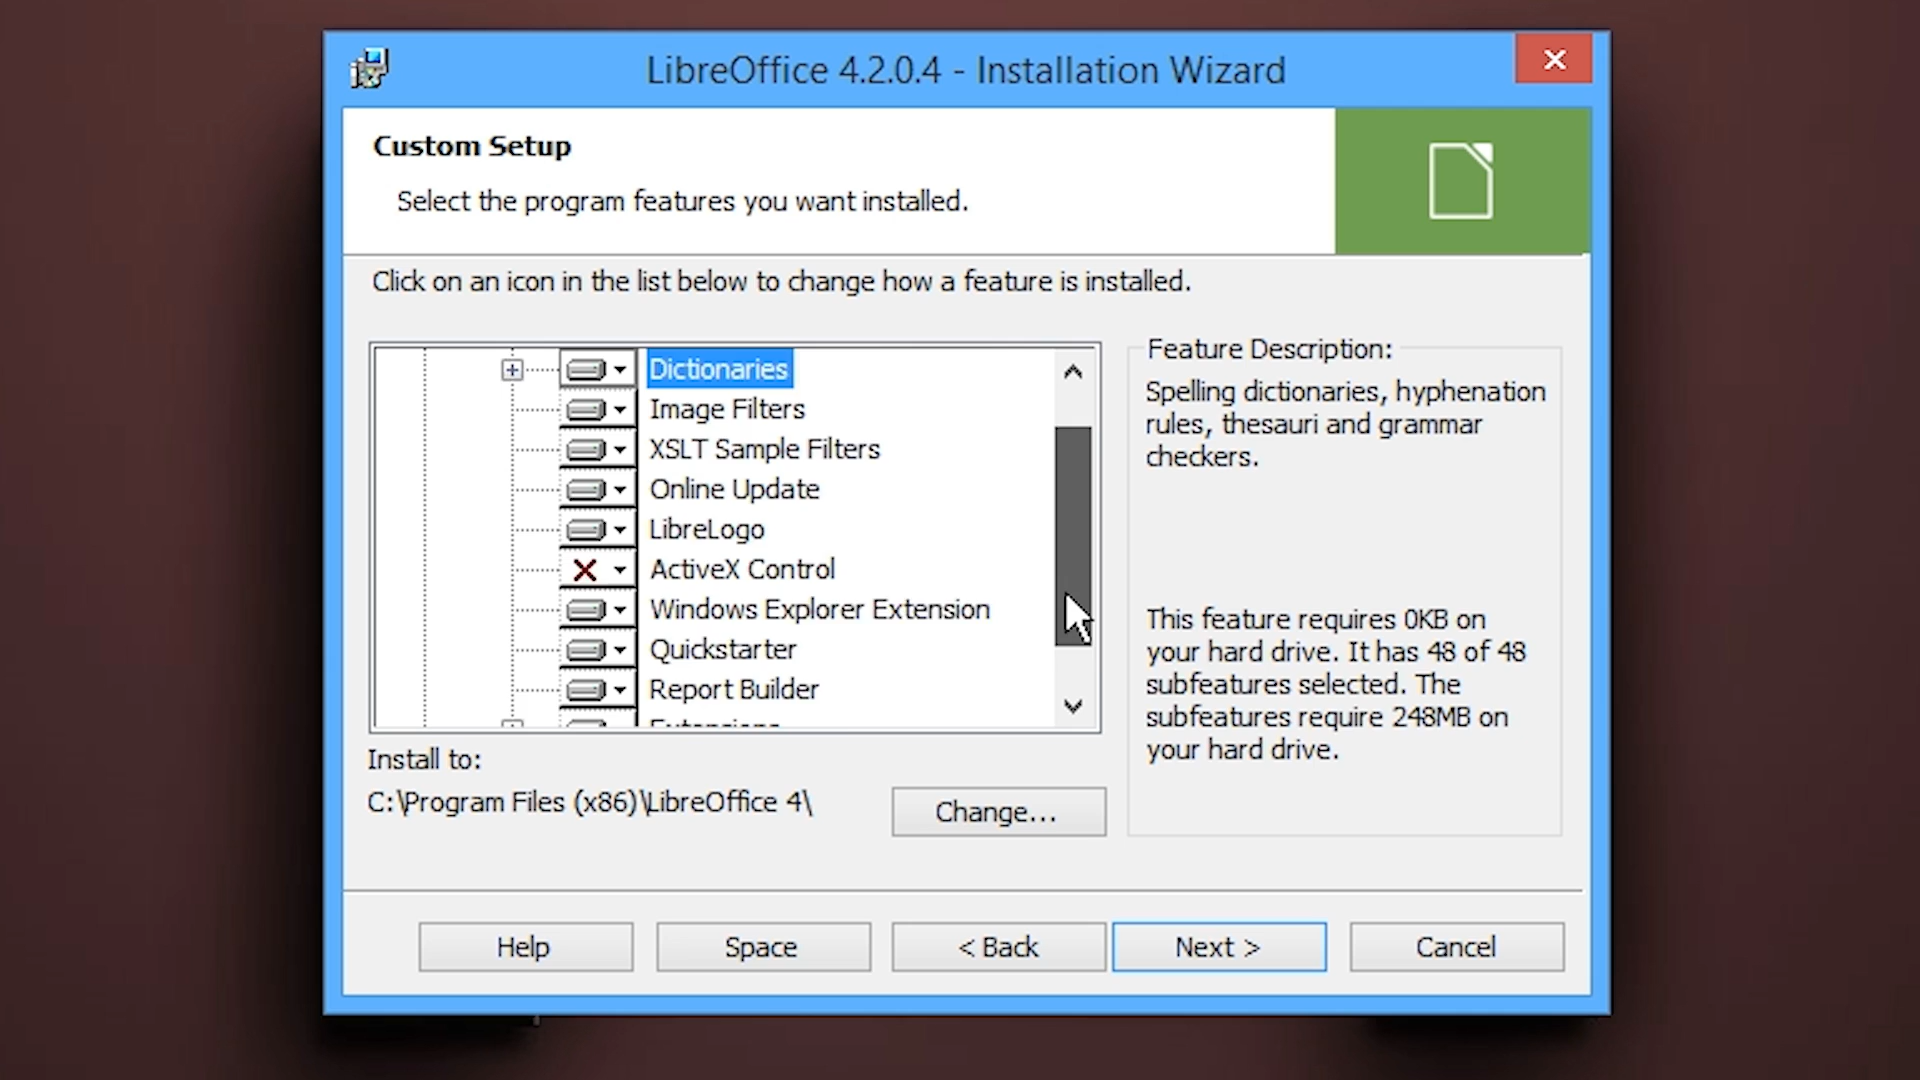 LibreOffice 4.2.0.4 - Installation Wizard
Custom Setup
Select the program features you want installed.
Click on an icon in the list below to change how a feature is installed.
Dictionaries
Image Filters
XSLT Sample Filters
Online Update
LibreLogo
ActiveX Control
Windows Explorer Extension
Quickstarter
Report Builder
Extensions
Feature Description:
Spelling dictionaries, hyphenation
rules, thesauri and grammar
checkers.
This feature requires 0KB on
your hard drive. It has 48 of 48
subfeatures selected. The
subfeatures require 248MB on
your hard drive.
Install to:
C:\Program Files (x86)\LibreOffice 4\
Change...
Help
Space
< Back
Next >
Cancel